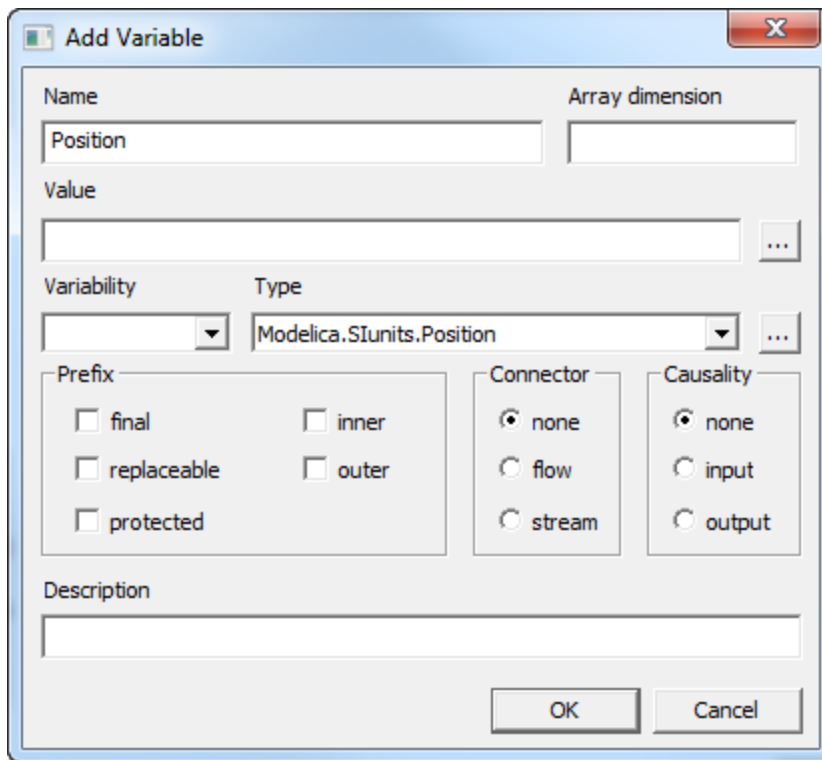 Add Variable
Name Array dimension
Position
Value
...
Variability Type
Modelica.SIunits.Position ...
Prefix Connector Causality
final inner none none
replaceable outer flow input
protected stream output
Description
OK Cancel